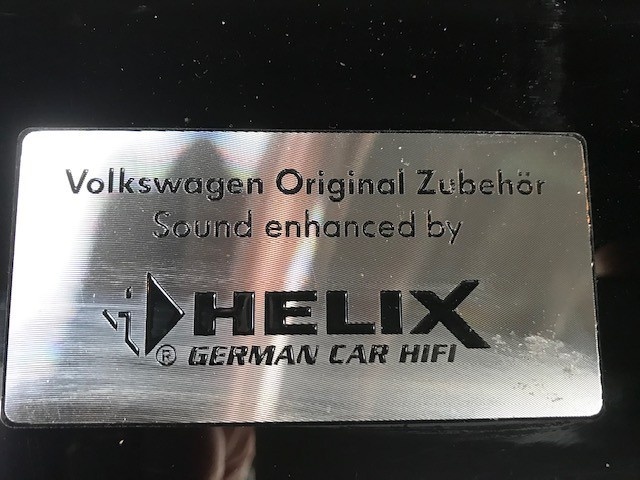 Volkswagen Original Zubehör
Sound enhanced by
HELIX
® GERMAN CAR HIFI